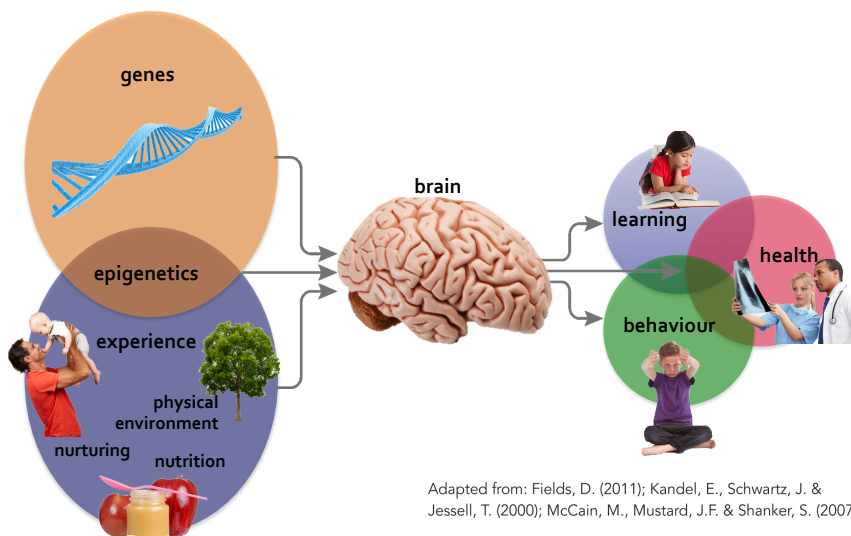 genes
epigenetics
experience
physical
environment
nurturing
nutrition
brain
learning
health
behaviour
Adapted from: Fields, D. (2011); Kandel, E., Schwartz, J. &
Jessell, T. (2000); McCain, M., Mustard, J.F. & Shanker, S. (2007